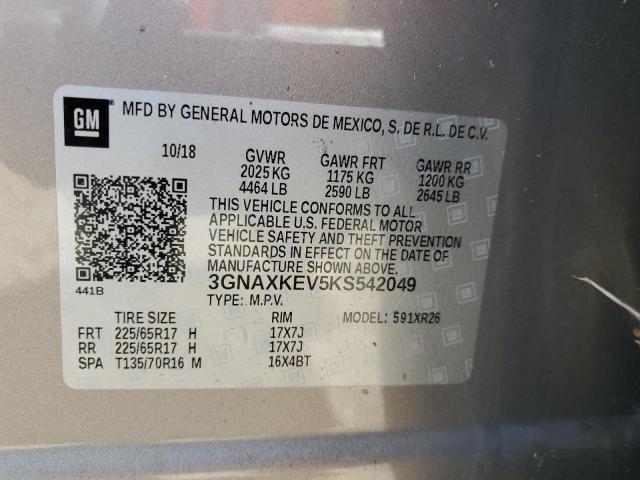 GM
MFD BY GENERAL MOTORS DE MEXICO, S. DE R.L. DE C.V.
10/18 GVWR GAWR FRT GAWR RR
2025 KG 1175 KG 1200 KG
4464 LB 2590 LB 2645 LB
THIS VEHICLE CONFORMS TO ALL
APPLICABLE U.S. FEDERAL MOTOR
VEHICLE SAFETY AND THEFT PREVENTION
STANDARDS IN EFFECT ON THE DATE OF
MANUFACTURE SHOWN ABOVE.
3GNAXKEV5KS542049
441B
TYPE: M.P.V.
TIRE SIZE RIM MODEL: 591XR26
FRT 225/65R17 H 17X7J
RR 225/65R17 H 17X7J
SPA T135/70R16 M 16X4BT